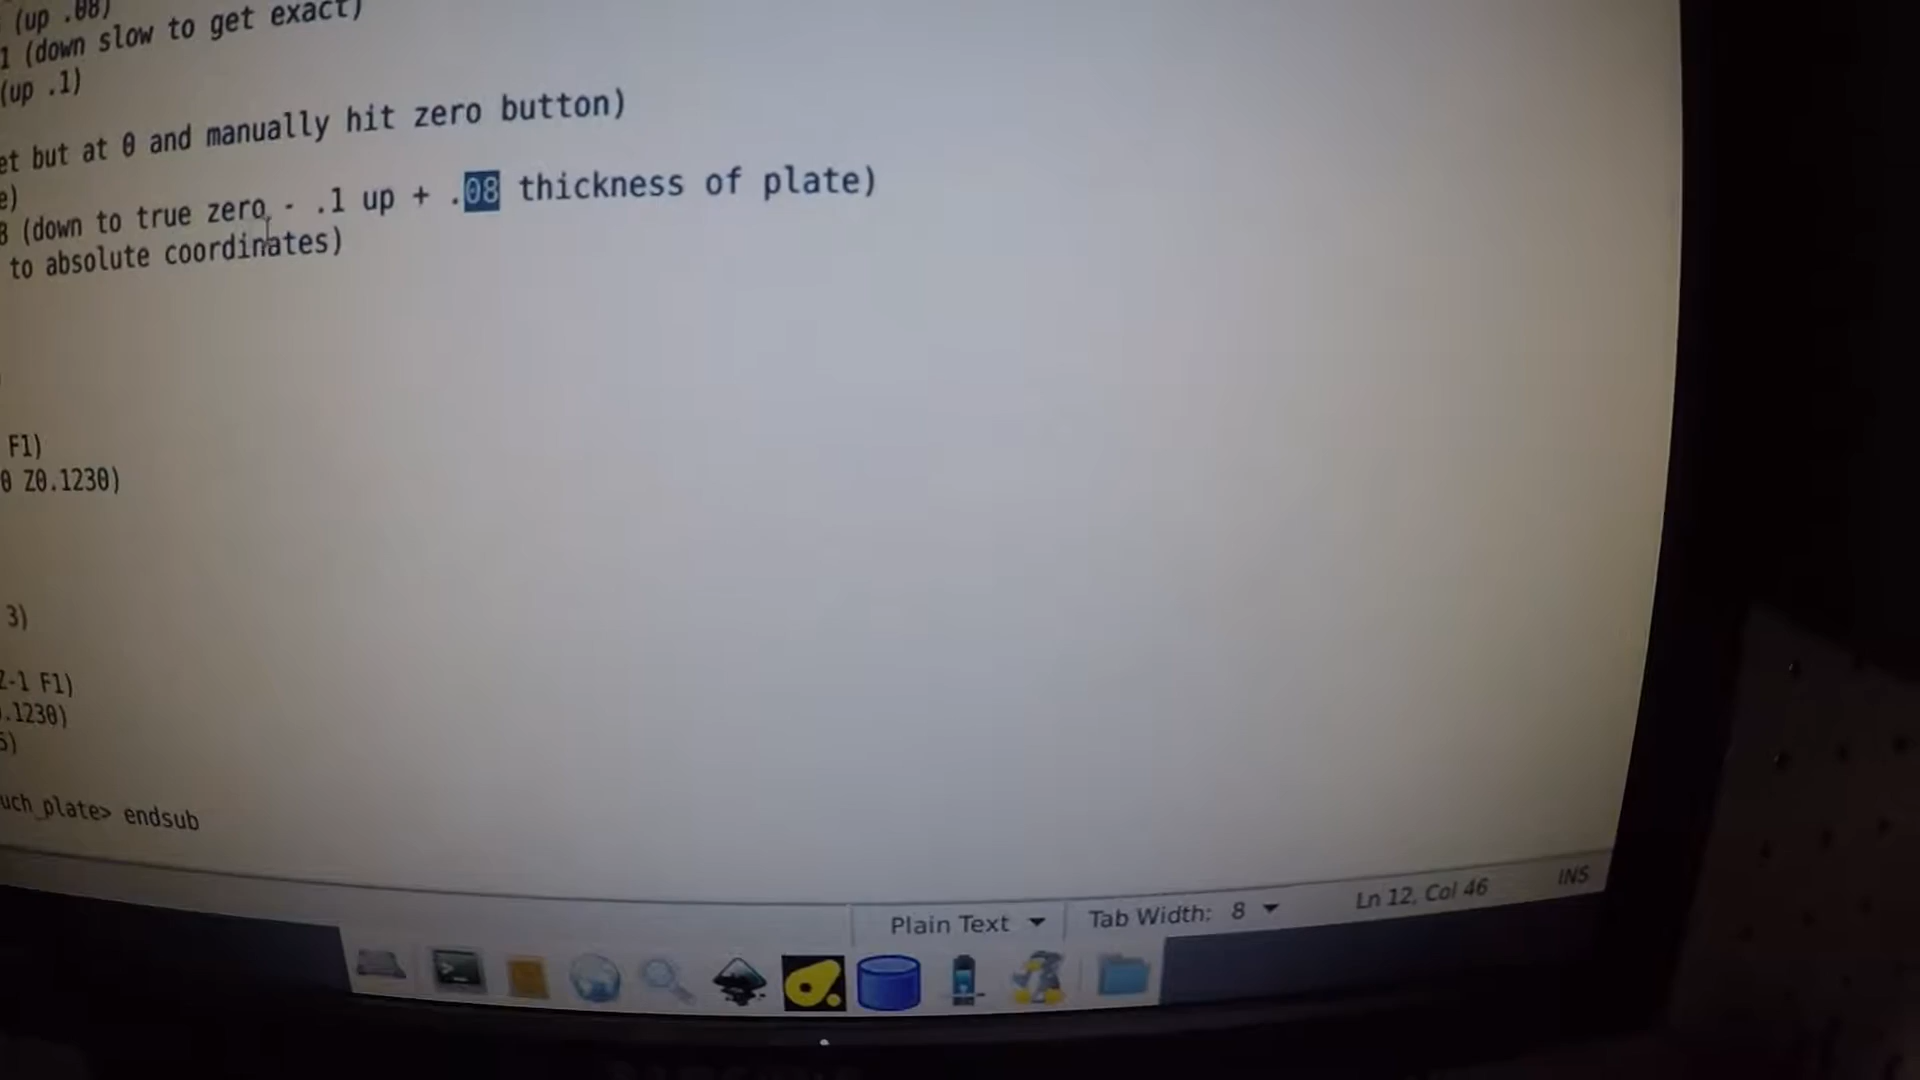 (up .08)
1 (down slow to get exact)
(up .1)
et but at 0 and manually hit zero button)
e)
8 (down to true zero - .1 up + .08 thickness of plate)
to absolute coordinates)
F1)
0 Z0.1230)
3)
Z-1 F1)
.1230)
uch_plate> endsub
Plain Text
Tab Width: 8
Ln 12, Col 46
INS